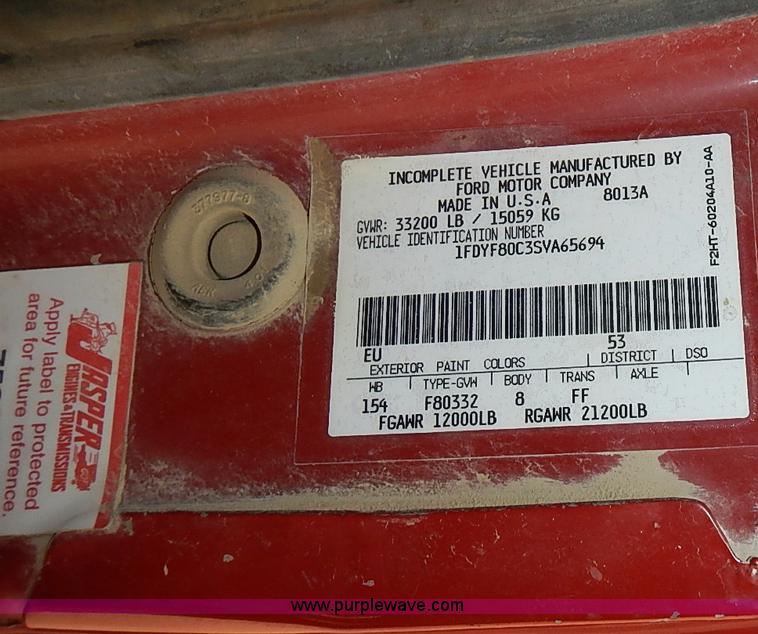 INCOMPLETE VEHICLE MANUFACTURED BY
FORD MOTOR COMPANY
MADE IN U.S.A 8013A
GVWR: 33200 LB / 15059 KG
VEHICLE IDENTIFICATION NUMBER
1FDYF80C3SVA65694
F2HT-60204A10-AA
EU 53
EXTERIOR PAINT COLORS DISTRICT DSO
WB TYPE-GVW BODY TRANS AXLE
154 F80332 8 FF
FGAWR 12000LB RGAWR 21200LB
377977-S
JASPER
ENGINES & TRANSMISSIONS
Apply label to protected
area for future reference.
www.purplewave.com